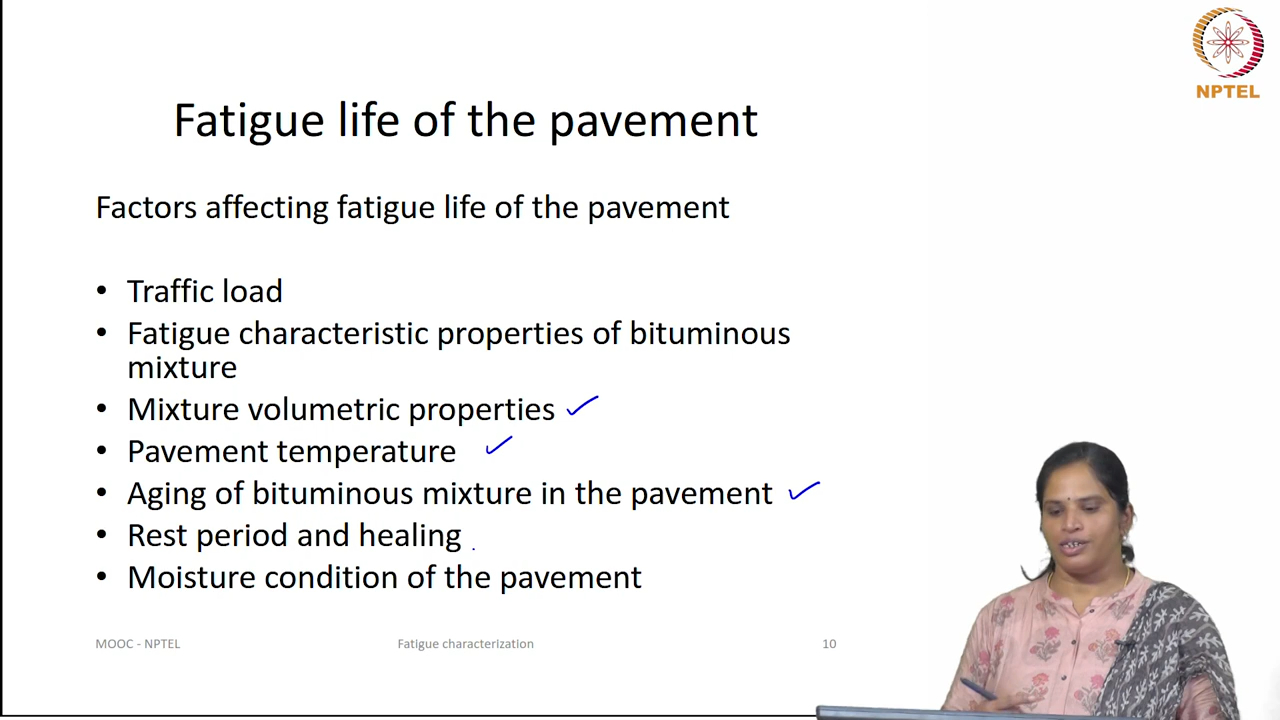 NPTEL
Fatigue life of the pavement
Factors affecting fatigue life of the pavement
• Traffic load
• Fatigue characteristic properties of bituminous
mixture
• Mixture volumetric properties
• Pavement temperature
• Aging of bituminous mixture in the pavement
• Rest period and healing
• Moisture condition of the pavement
MOOC - NPTEL
Fatigue characterization
10